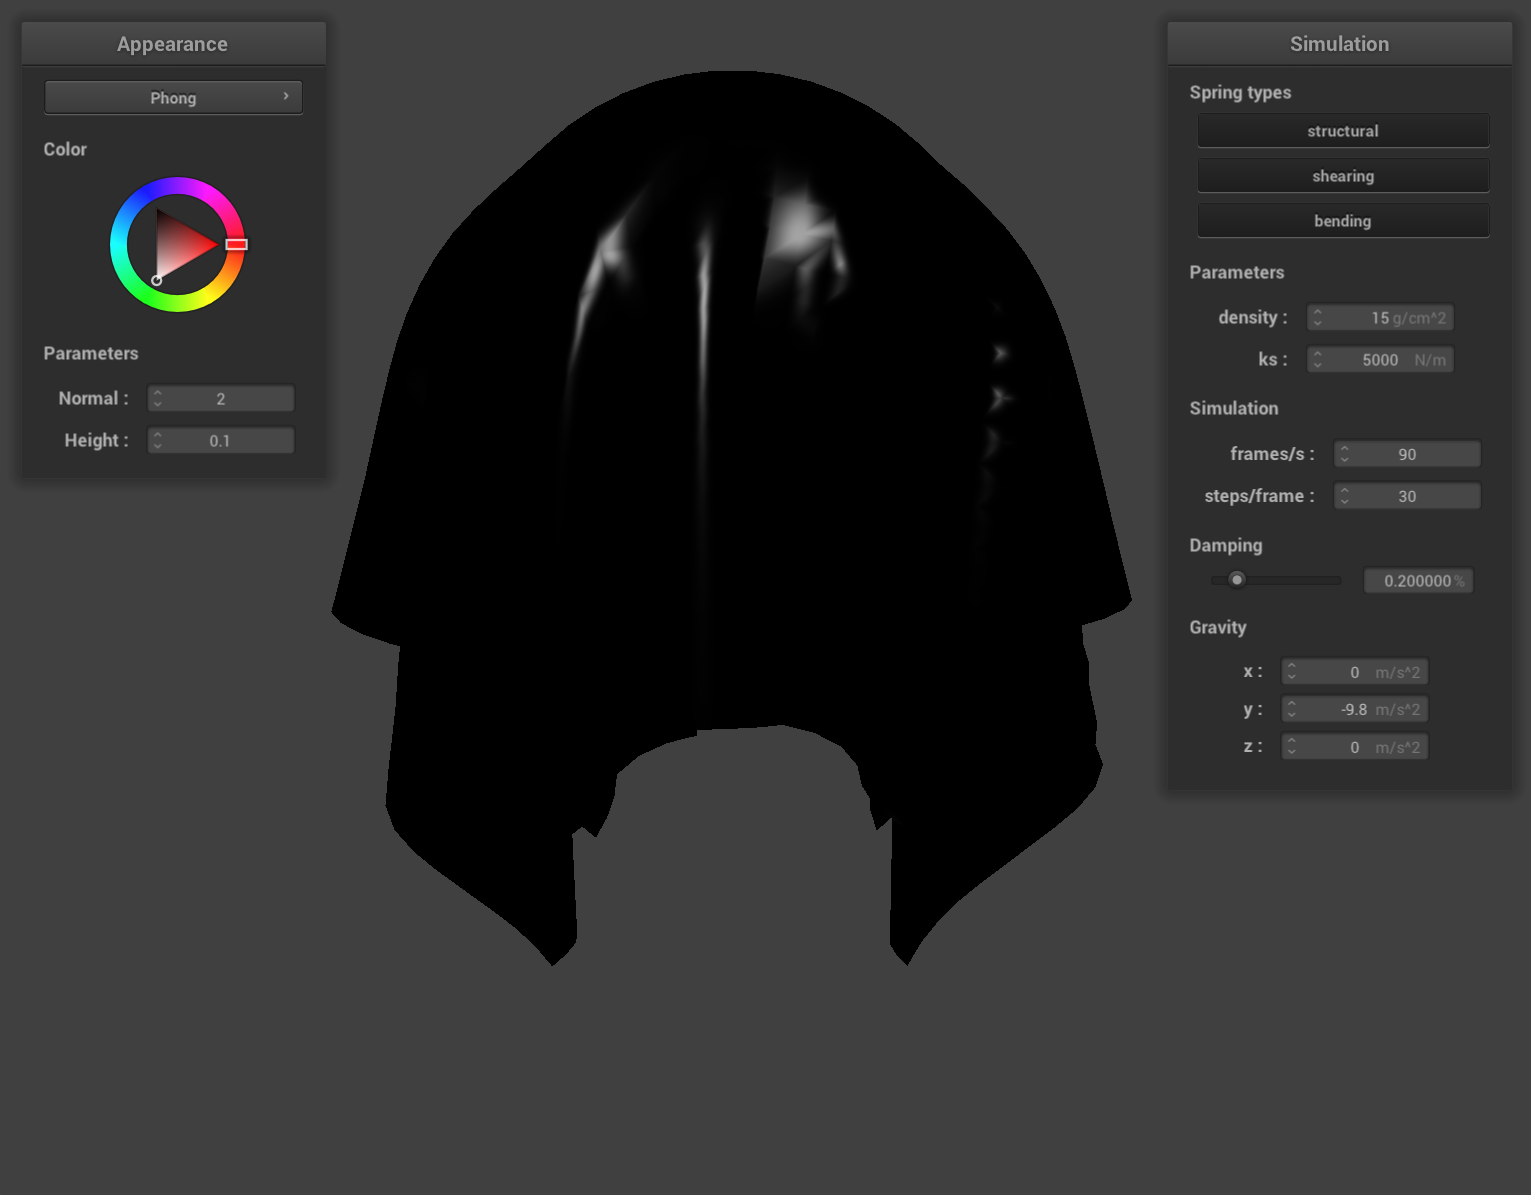 Appearance
Phong
Color
Parameters
Normal : 2
Height : 0.1
Simulation
Spring types
structural
shearing
bending
Parameters
density : 15 g/cm^2
ks : 5000 N/m
Simulation
frames/s : 90
steps/frame : 30
Damping
0.200000 %
Gravity
x : 0 m/s^2
y : -9.8 m/s^2
z : 0 m/s^2